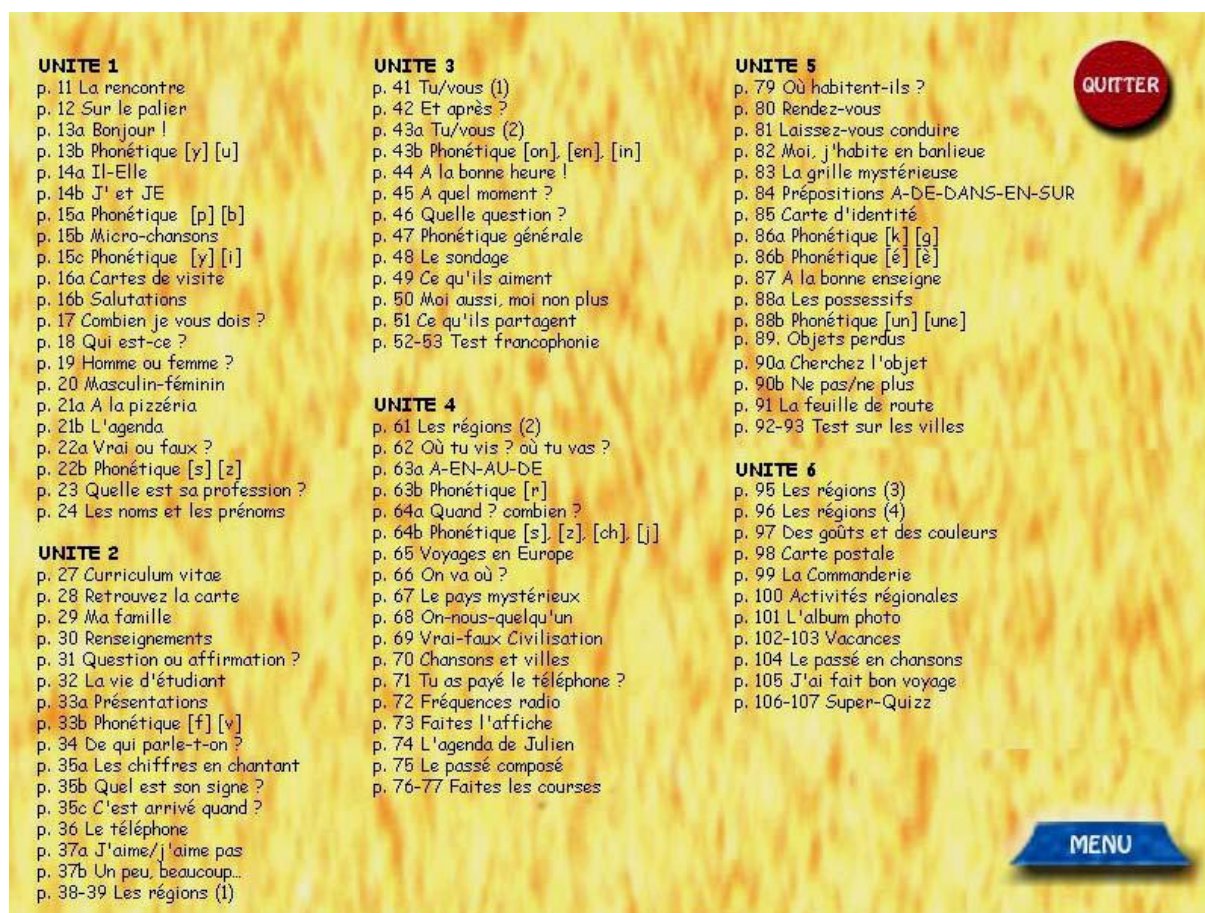 UNITE 1
p. 11 La rencontre
p. 12 Sur le palier
p. 13a Bonjour !
p. 13b Phonétique [y] [u]
p. 14a Il-Elle
p. 14b J' et JE
p. 15a Phonétique [p] [b]
p. 15b Micro-chansons
p. 15c Phonétique [y] [i]
p. 16a Cartes de visite
p. 16b Salutations
p. 17 Combien je vous dois ?
p. 18 Qui est-ce ?
p. 19 Homme ou femme ?
p. 20 Masculin-féminin
p. 21a A la pizzéria
p. 21b L'agenda
p. 22a Vrai ou faux ?
p. 22b Phonétique [s] [z]
p. 23 Quelle est sa profession ?
p. 24 Les noms et les prénoms
UNITE 2
p. 27 Curriculum vitae
p. 28 Retrouvez la carte
p. 29 Ma famille
p. 30 Renseignements
p. 31 Question ou affirmation ?
p. 32 La vie d'étudiant
p. 33a Présentations
p. 33b Phonétique [f] [v]
p. 34 De qui parle-t-on ?
p. 35a Les chiffres en chantant
p. 35b Quel est son signe ?
p. 35c C'est arrivé quand ?
p. 36 Le téléphone
p. 37a J'aime/j'aime pas
p. 37b Un peu, beaucoup...
p. 38-39 Les régions (1)
UNITE 3
p. 41 Tu/vous (1)
p. 42 Et après ?
p. 43a Tu/vous (2)
p. 43b Phonétique [on], [en], [in]
p. 44 A la bonne heure !
p. 45 A quel moment ?
p. 46 Quelle question ?
p. 47 Phonétique générale
p. 48 Le sondage
p. 49 Ce qu'ils aiment
p. 50 Moi aussi, moi non plus
p. 51 Ce qu'ils partagent
p. 52-53 Test francophonie
UNITE 4
p. 61 Les régions (2)
p. 62 Où tu vis ? où tu vas ?
p. 63a A-EN-AU-DE
p. 63b Phonétique [r]
p. 64a Quand ? combien ?
p. 64b Phonétique [s], [z], [ch], [j]
p. 65 Voyages en Europe
p. 66 On va où ?
p. 67 Le pays mystérieux
p. 68 On-nous-quelqu'un
p. 69 Vrai-faux Civilisation
p. 70 Chansons et villes
p. 71 Tu as payé le téléphone ?
p. 72 Fréquences radio
p. 73 Faites l'affiche
p. 74 L'agenda de Julien
p. 75 Le passé composé
p. 76-77 Faites les courses
UNITE 5
p. 79 Où habitent-ils ?
p. 80 Rendez-vous
p. 81 Laissez-vous conduire
p. 82 Moi, j'habite en banlieue
p. 83 La grille mystérieuse
p. 84 Prépositions A-DE-DANS-EN-SUR
p. 85 Carte d'identité
p. 86a Phonétique [k] [g]
p. 86b Phonétique [é] [è]
p. 87 A la bonne enseigne
p. 88a Les possessifs
p. 88b Phonétique [un] [une]
p. 89. Objets perdus
p. 90a Cherchez l'objet
p. 90b Ne pas/ne plus
p. 91 La feuille de route
p. 92-93 Test sur les villes
UNITE 6
p. 95 Les régions (3)
p. 96 Les régions (4)
p. 97 Des goûts et des couleurs
p. 98 Carte postale
p. 99 La Commanderie
p. 100 Activités régionales
p. 101 L'album photo
p. 102-103 Vacances
p. 104 Le passé en chansons
p. 105 J'ai fait bon voyage
p. 106-107 Super-Quizz
QUITTER
MENU